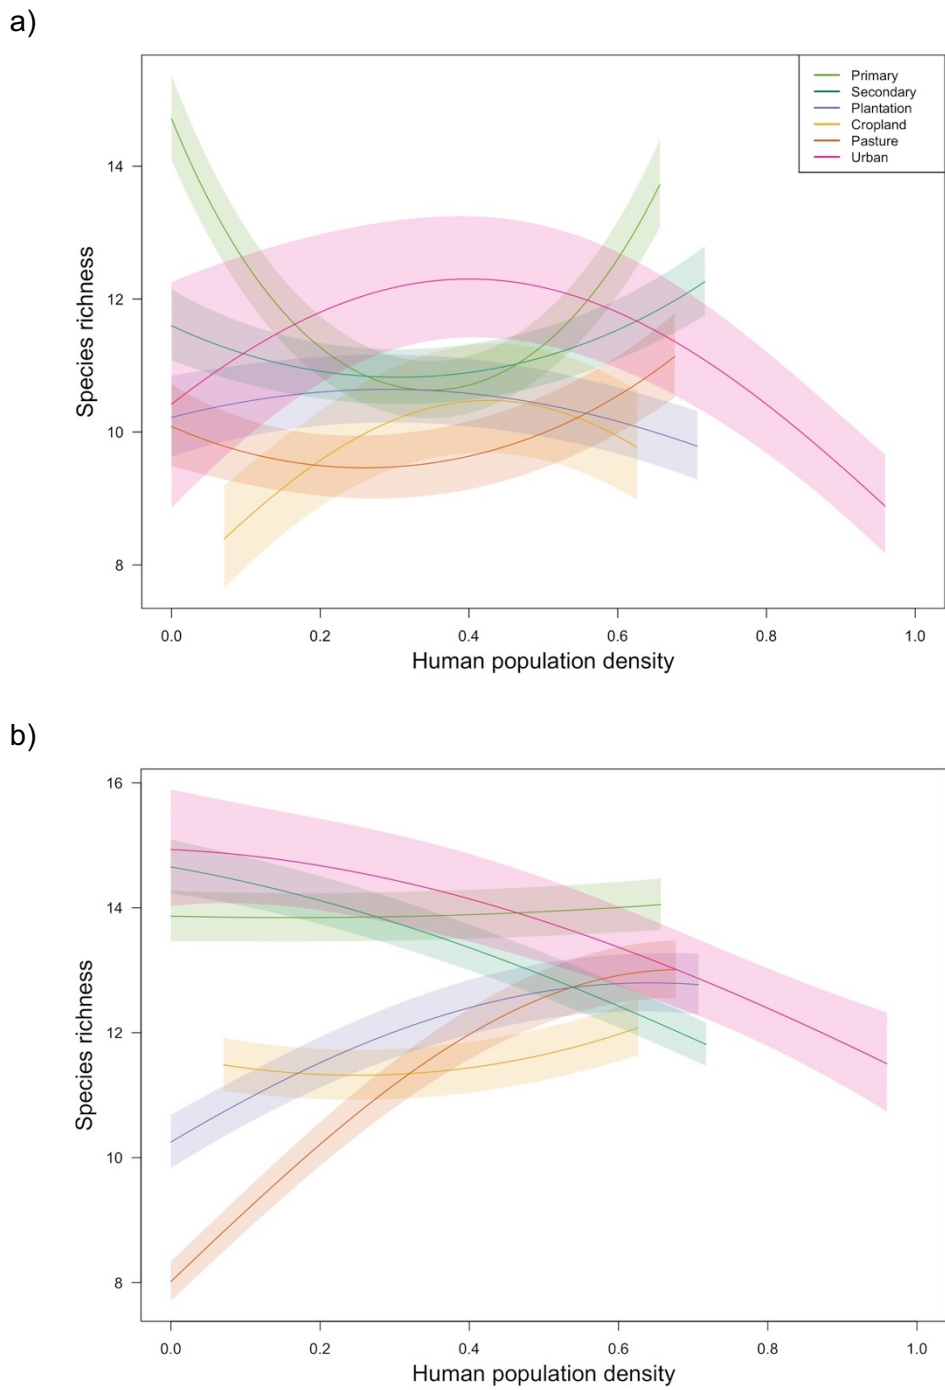 a)
Primary
Secondary
Plantation
Cropland
Pasture
Urban
14
12
10
8
Species richness
0.0 0.2 0.4 0.6 0.8 1.0
Human population density
b)
16
14
12
10
8
Species richness
0.0 0.2 0.4 0.6 0.8 1.0
Human population density